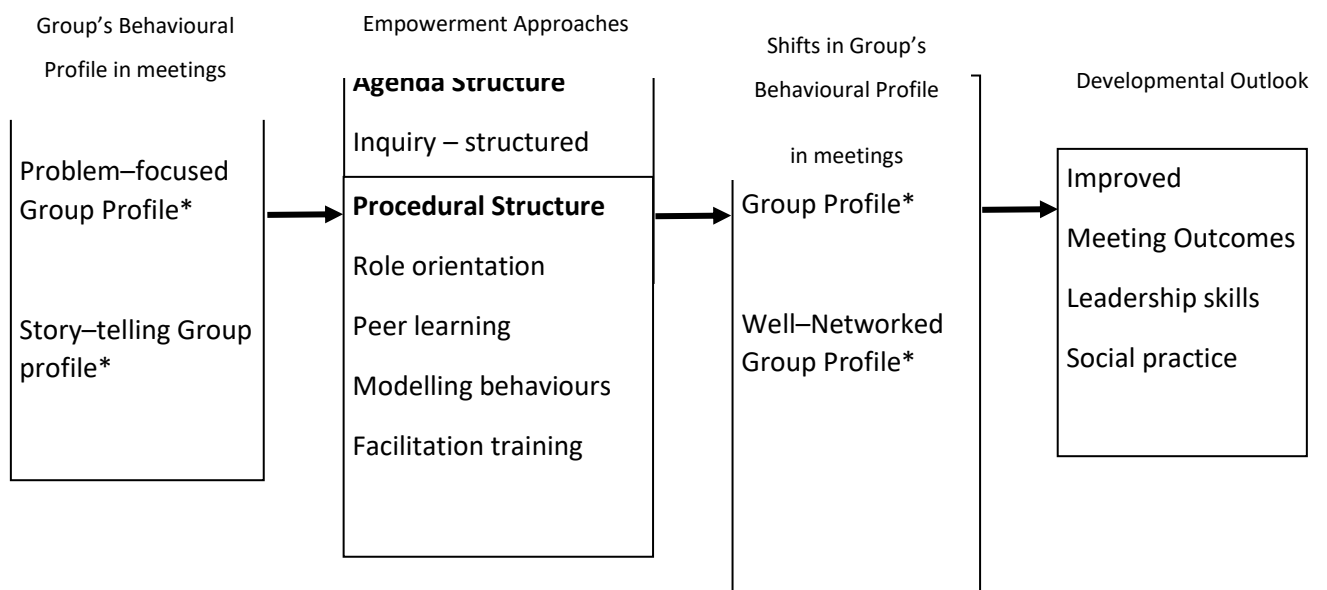 Group’s Behavioural
Profile in meetings
Problem–focused
Group Profile*
Story–telling Group
profile*
Empowerment Approaches
Agenda Structure
Inquiry – structured
Procedural Structure
Role orientation
Peer learning
Modelling behaviours
Facilitation training
Shifts in Group’s
Behavioural Profile
in meetings
Group Profile*
Well–Networked
Group Profile*
Developmental Outlook
Improved
Meeting Outcomes
Leadership skills
Social practice